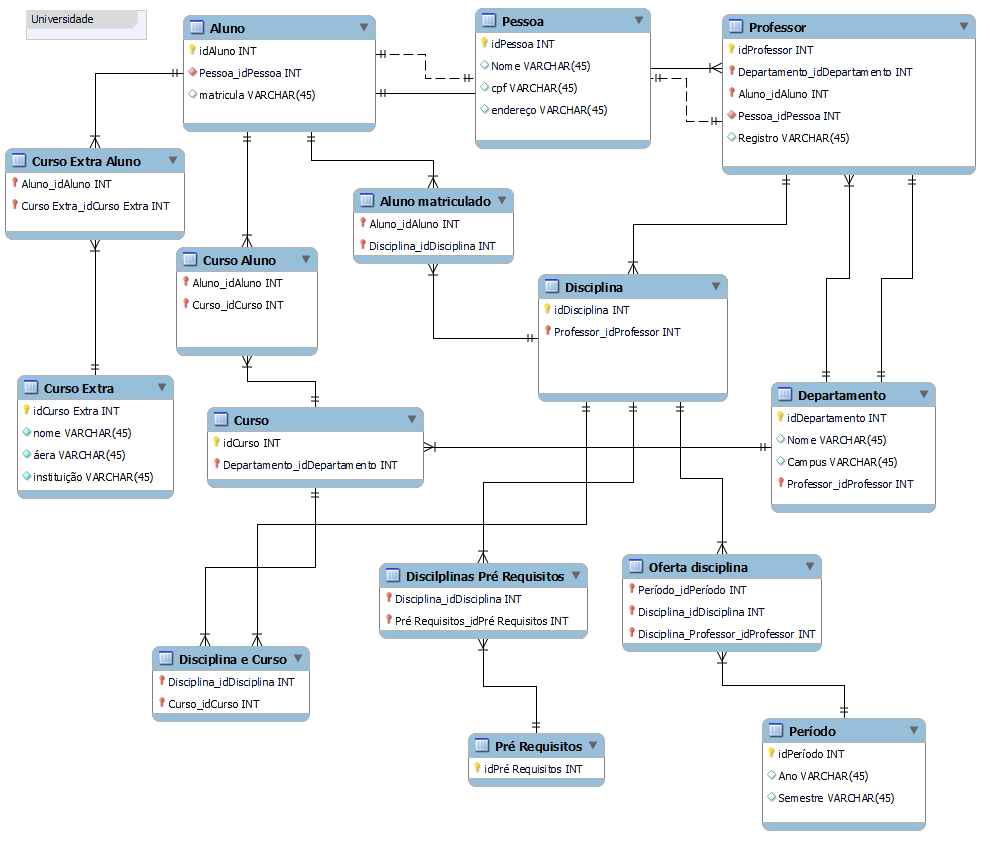 Universidade
Aluno
idAluno INT
Pessoa_idPessoa INT
matricula VARCHAR(45)
Pessoa
idPessoa INT
Nome VARCHAR(45)
cpf VARCHAR(45)
endereço VARCHAR(45)
Professor
idProfessor INT
Departamento_idDepartamento INT
Aluno_idAluno INT
Pessoa_idPessoa INT
Registro VARCHAR(45)
Curso Extra Aluno
Aluno_idAluno INT
Curso Extra_idCurso Extra INT
Aluno matriculado
Aluno_idAluno INT
Disciplina_idDisciplina INT
Curso Aluno
Aluno_idAluno INT
Curso_idCurso INT
Disciplina
idDisciplina INT
Professor_idProfessor INT
Curso Extra
idCurso Extra INT
nome VARCHAR(45)
áera VARCHAR(45)
instituição VARCHAR(45)
Curso
idCurso INT
Departamento_idDepartamento INT
Departamento
idDepartamento INT
Nome VARCHAR(45)
Campus VARCHAR(45)
Professor_idProfessor INT
Discilplinas Pré Requisitos
Disciplina_idDisciplina INT
Pré Requisitos_idPré Requisitos INT
Oferta disciplina
Período_idPeríodo INT
Disciplina_idDisciplina INT
Disciplina_Professor_idProfessor INT
Disciplina e Curso
Disciplina_idDisciplina INT
Curso_idCurso INT
Pré Requisitos
idPré Requisitos INT
Período
idPeríodo INT
Ano VARCHAR(45)
Semestre VARCHAR(45)